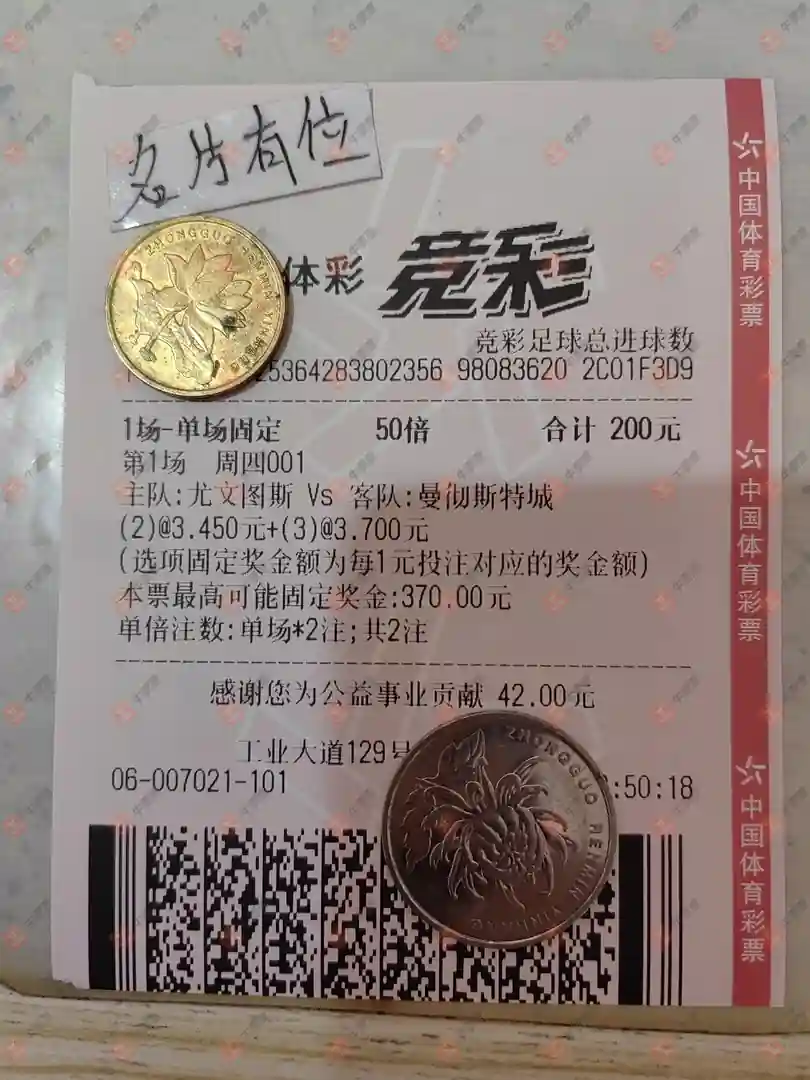 名片有位
ZHONGGUO RENMIN YINHANG
体彩 竞彩
竞彩足球总进球数
25364283802356 98083620 2C01F3D9
1场-单场固定 50倍 合计 200元
第1场 周四001
主队:尤文图斯 Vs 客队:曼彻斯特城
(2)@3.450元+(3)@3.700元
(选项固定奖金额为每1元投注对应的奖金额)
本票最高可能固定奖金:370.00元
单倍注数:单场*2注;共2注
感谢您为公益事业贡献 42.00元
工业大道129号
06-007021-101 :50:18
ZHONGGUO RENMIN YINHANG
中国体育彩票
中国体育彩票
中国体育彩票